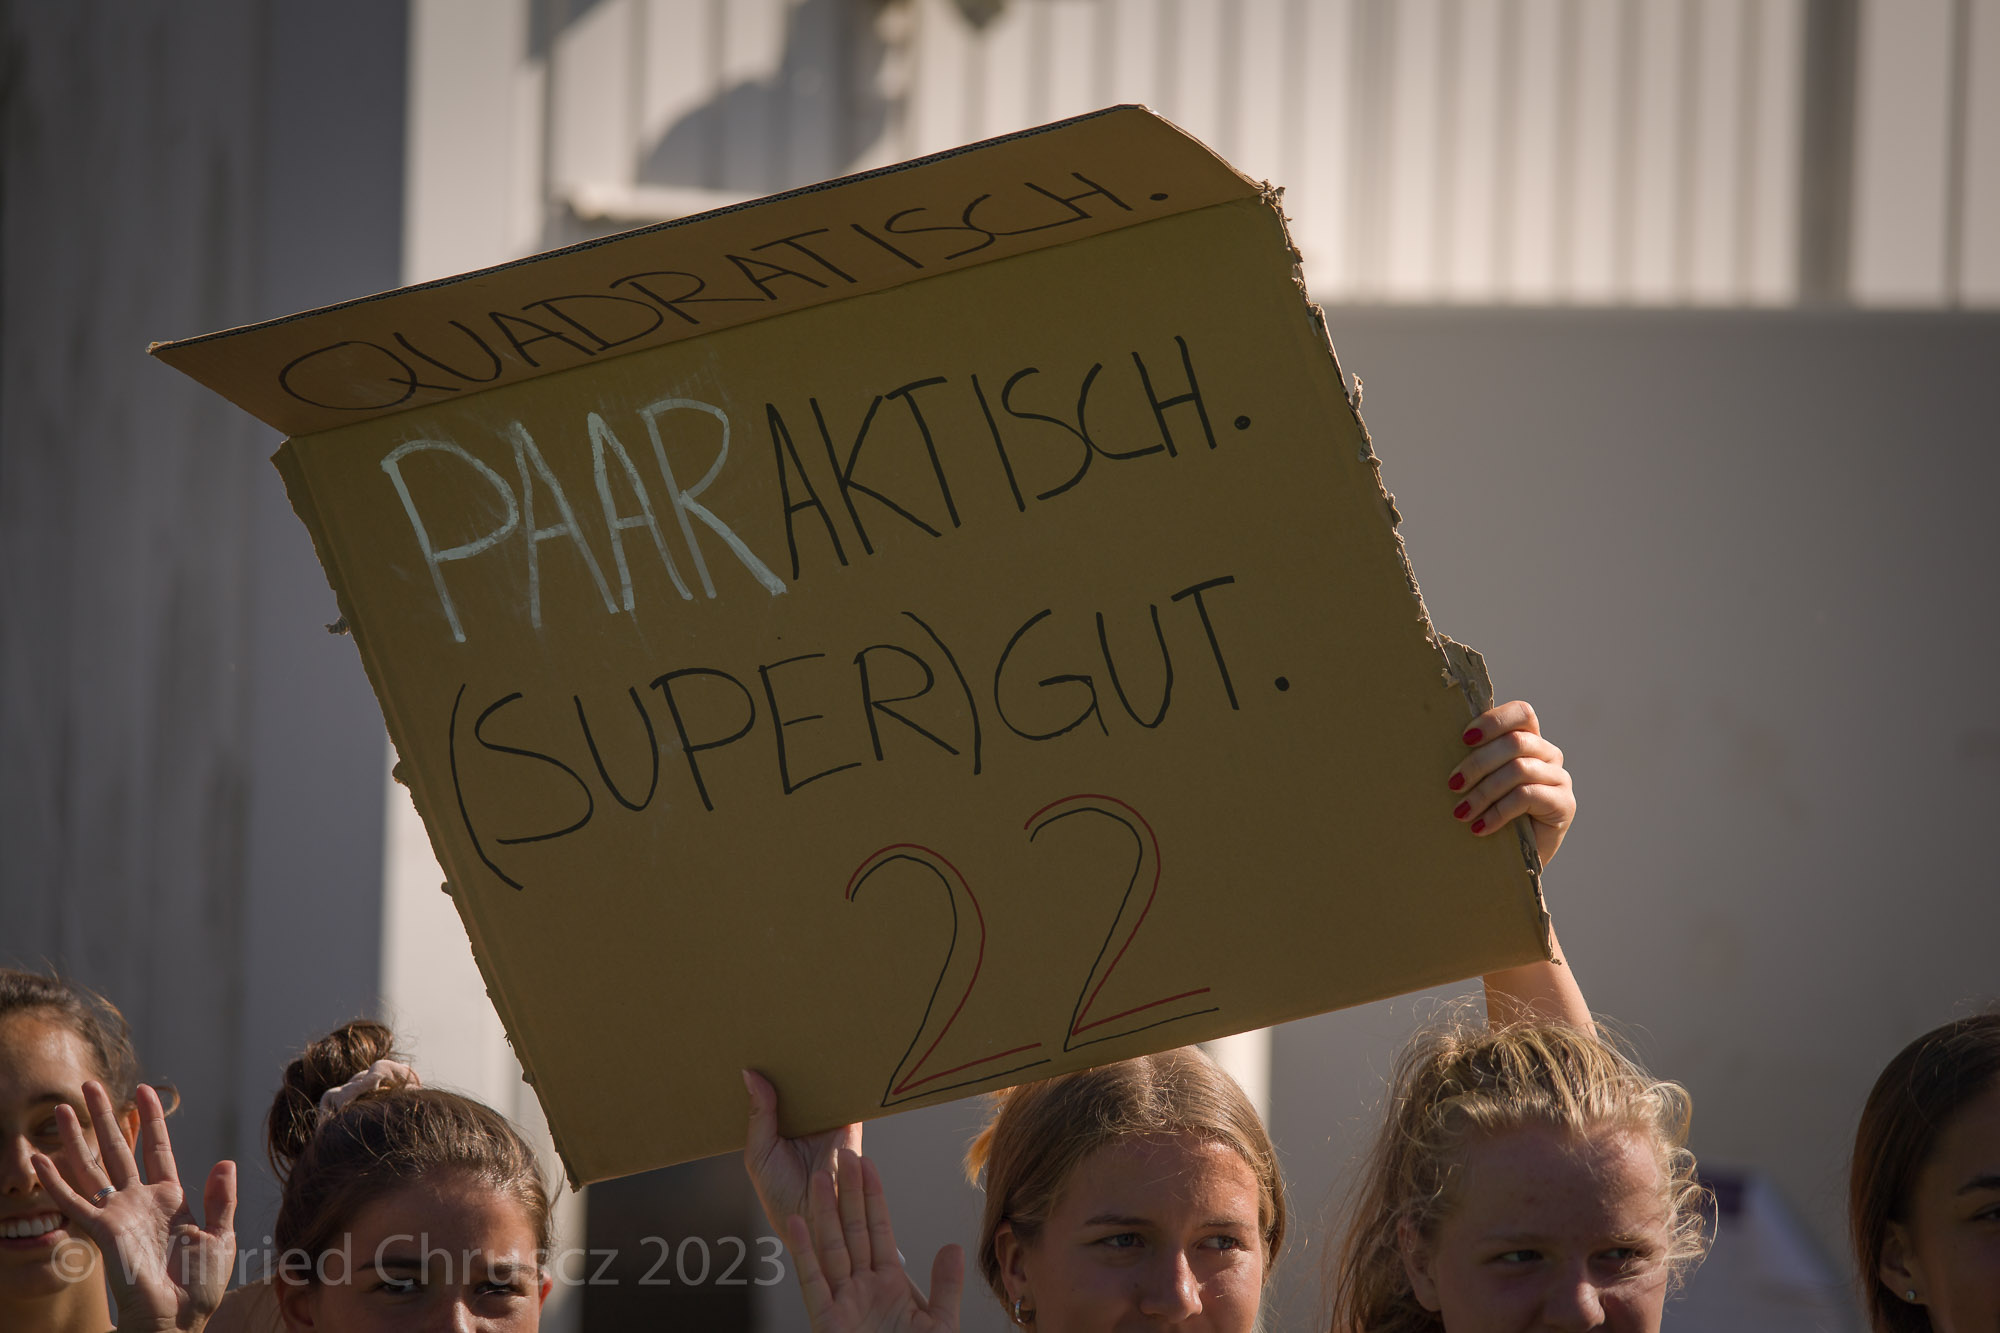 QUADRATISCH.
PAARAKTISCH.
(SUPER)GUT.
22
© Wilfried Chruscz 2023